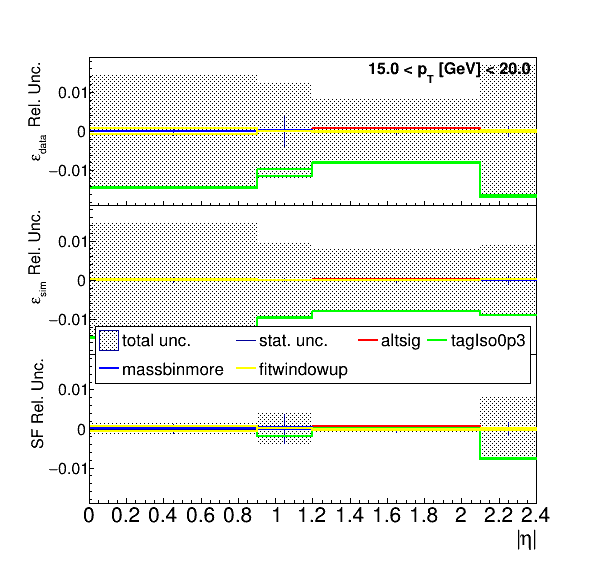 15.0 < pT [GeV] < 20.0
εdata Rel. Unc.
0.01
0
−0.01
εsim Rel. Unc.
0.01
0
−0.01
total unc. stat. unc. altsig tagIso0p3
massbinmore fitwindowup
SF Rel. Unc.
0.01
0
−0.01
0 0.2 0.4 0.6 0.8 1 1.2 1.4 1.6 1.8 2 2.2 2.4
|η|